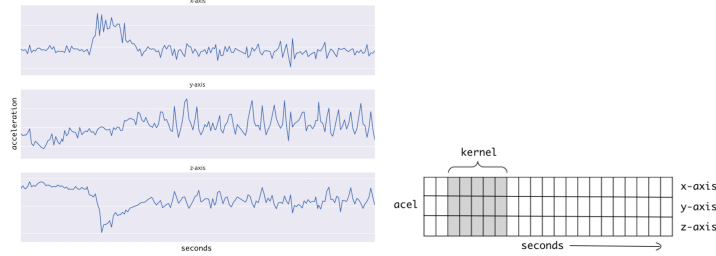 x-axis
acceleration
y-axis
z-axis
seconds
kernel
acel
x-axis
y-axis
z-axis
seconds